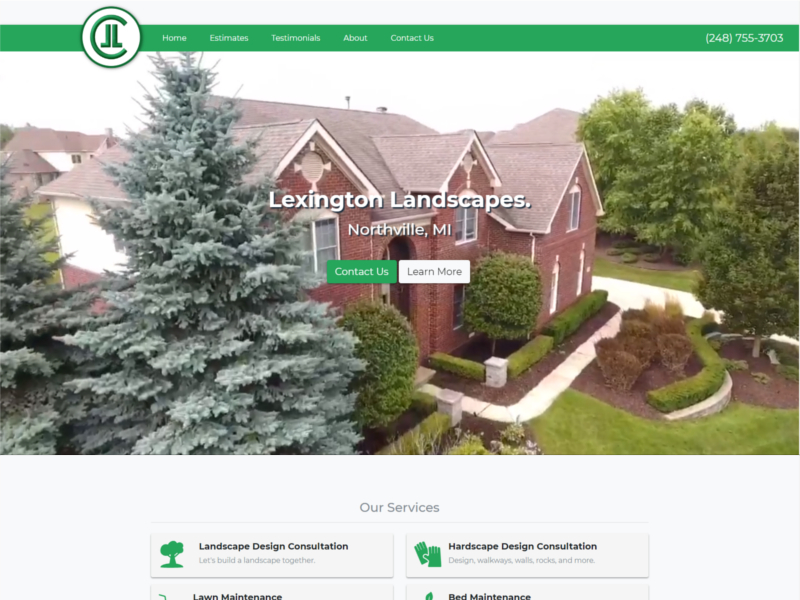 Home Estimates Testimonials About Contact Us (248) 755-3703
Lexington Landscapes.
Northville, MI
Contact Us Learn More
Our Services
Landscape Design Consultation
Let's build a landscape together.
Hardscape Design Consultation
Design, walkways, walls, rocks, and more.
Lawn Maintenance
Bed Maintenance